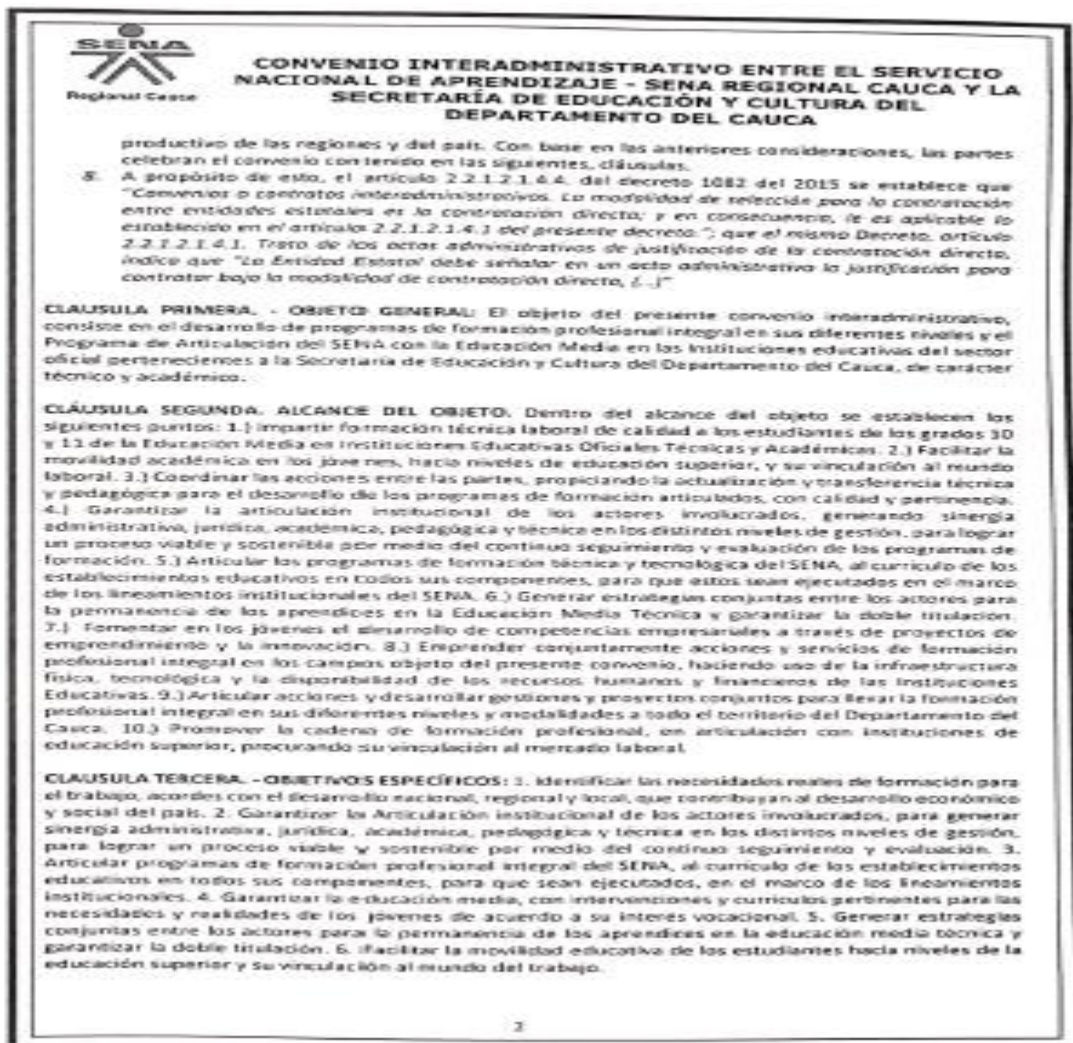 SENA
Regional Cauca
CONVENIO INTERADMINISTRATIVO ENTRE EL SERVICIO
NACIONAL DE APRENDIZAJE - SENA REGIONAL CAUCA Y LA
SECRETARÍA DE EDUCACIÓN Y CULTURA DEL
DEPARTAMENTO DEL CAUCA
productivo de las regiones y del país. Con base en las anteriores consideraciones, las partes
celebran el convenio contenido en las siguientes, cláusulas.
8. A propósito de esto, el artículo 2.2.1.2.1.4.4. del decreto 1082 del 2015 se establece que
"Convenios o contratos interadministrativos. La modalidad de selección para la contratación
entre entidades estatales es la contratación directa; y en consecuencia, le es aplicable lo
establecido en el artículos 2.2.1.2.1.4.1 del presente decreto."; que el mismo Decreto, artículo
2.2.1.2.1.4.1. Trata de los actos administrativos de justificación de la contratación directa,
indica que "La Entidad Estatal debe señalar en un acto administrativo la justificación para
contratar bajo la modalidad de contratación directa, (...)"
CLAUSULA PRIMERA. - OBJETO GENERAL: El objeto del presente convenio interadministrativo,
consiste en el desarrollo de programas de formación profesional integral en sus diferentes niveles y el
Programa de Articulación del SENA con la Educación Media en las Instituciones educativas del sector
oficial pertenecientes a la Secretaría de Educación y Cultura del Departamento del Cauca, de carácter
técnico y académico.
CLÁUSULA SEGUNDA. ALCANCE DEL OBJETO. Dentro del alcance del objeto se establecen los
siguientes puntos: 1.) Impartir formación técnica laboral de calidad a los estudiantes de los grados 10
y 11 de la Educación Media en Instituciones Educativas Oficiales Técnicas y Académicas. 2.) Facilitar la
movilidad académica en los jóvenes, hacia niveles de educación superior, y su vinculación al mundo
laboral. 3.) Coordinar las acciones entre las partes, propiciando la actualización y transferencia técnica
y pedagógica para el desarrollo de los programas de formación articulados, con calidad y pertinencia.
4.) Garantizar la articulación institucional de los actores involucrados, generando sinergia
administrativa, jurídica, académica, pedagógica y técnica en los distintos niveles de gestión, para lograr
un proceso viable y sostenible por medio del continuo seguimiento y evaluación de los programas de
formación. 5.) Articular los programas de formación técnica y tecnológica del SENA, al currículo de los
establecimientos educativos en todos sus componentes, para que estos sean ejecutados en el marco
de los lineamientos institucionales del SENA. 6.) Generar estrategias conjuntas entre los actores para
la permanencia de los aprendices en la Educación Media Técnica y garantizar la doble titulación.
7.) Fomentar en los jóvenes el desarrollo de competencias empresariales a través de proyectos de
emprendimiento y la innovación. 8.) Emprender conjuntamente acciones y servicios de formación
profesional integral en los campos objeto del presente convenio, haciendo uso de la infraestructura
física, tecnológica y la disponibilidad de los recursos humanos y financieros de las Instituciones
Educativas. 9.) Articular acciones y desarrollar gestiones y proyectos conjuntos para llevar la formación
profesional integral en sus diferentes niveles y modalidades a todo el territorio del Departamento del
Cauca. 10.) Promover la cadena de formación profesional, en articulación con instituciones de
educación superior, procurando su vinculación al mercado laboral.
CLAUSULA TERCERA. - OBJETIVOS ESPECÍFICOS: 1. Identificar las necesidades reales de formación para
el trabajo, acordes con el desarrollo nacional, regional y local, que contribuyan al desarrollo económico
y social del país. 2. Garantizar la Articulación institucional de los actores involucrados, para generar
sinergia administrativa, jurídica, académica, pedagógica y técnica en los distintos niveles de gestión,
para lograr un proceso viable y sostenible por medio del continuo seguimiento y evaluación. 3.
Articular programas de formación profesional integral del SENA, al currículo de los establecimientos
educativos en todos sus componentes, para que sean ejecutados, en el marco de los lineamientos
institucionales. 4. Garantizar la educación media, con intervenciones y currículos pertinentes para las
necesidades y realidades de los jóvenes de acuerdo a su interés vocacional. 5. Generar estrategias
conjuntas entre los actores para la permanencia de los aprendices en la educación media técnica y
garantizar la doble titulación. 6. Facilitar la movilidad educativa de los estudiantes hacia niveles de la
educación superior y su vinculación al mundo del trabajo.
2